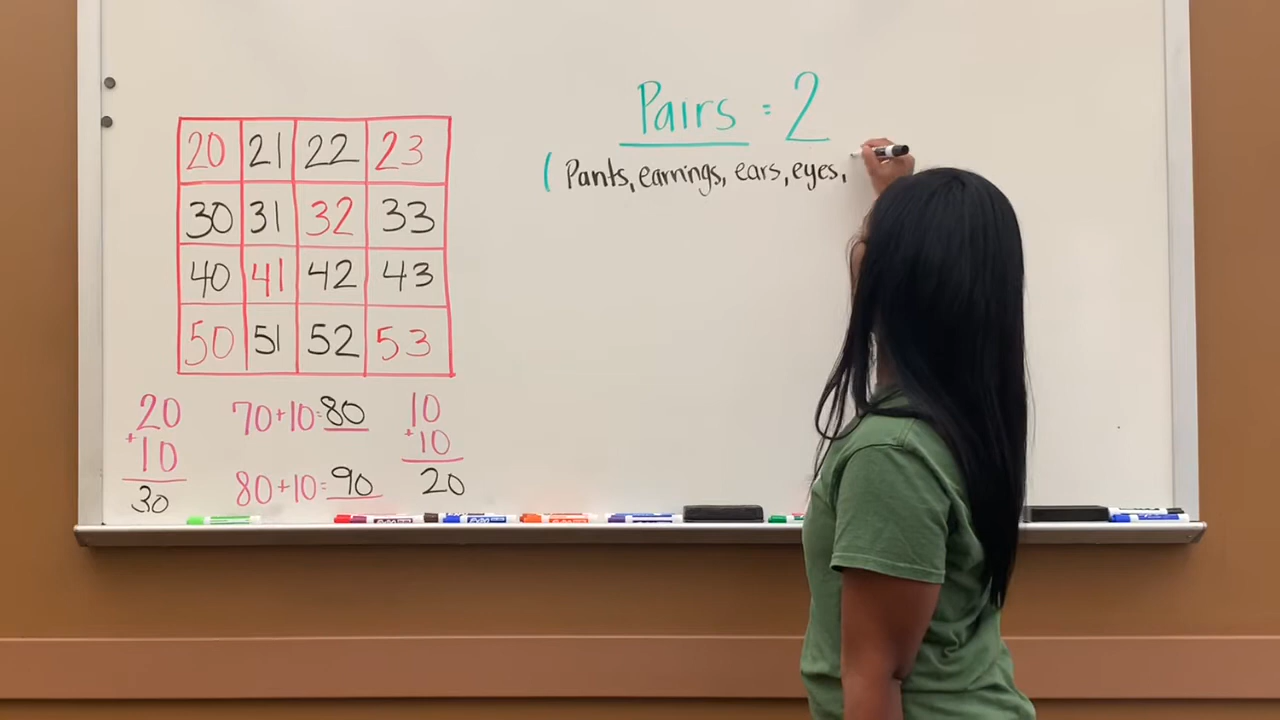 20 21 22 23
30 31 32 33
40 41 42 43
50 51 52 53
20
+10
30
70+10=80
80+10=90
10
+10
20
Pairs = 2
( Pants, earnings, ears, eyes,